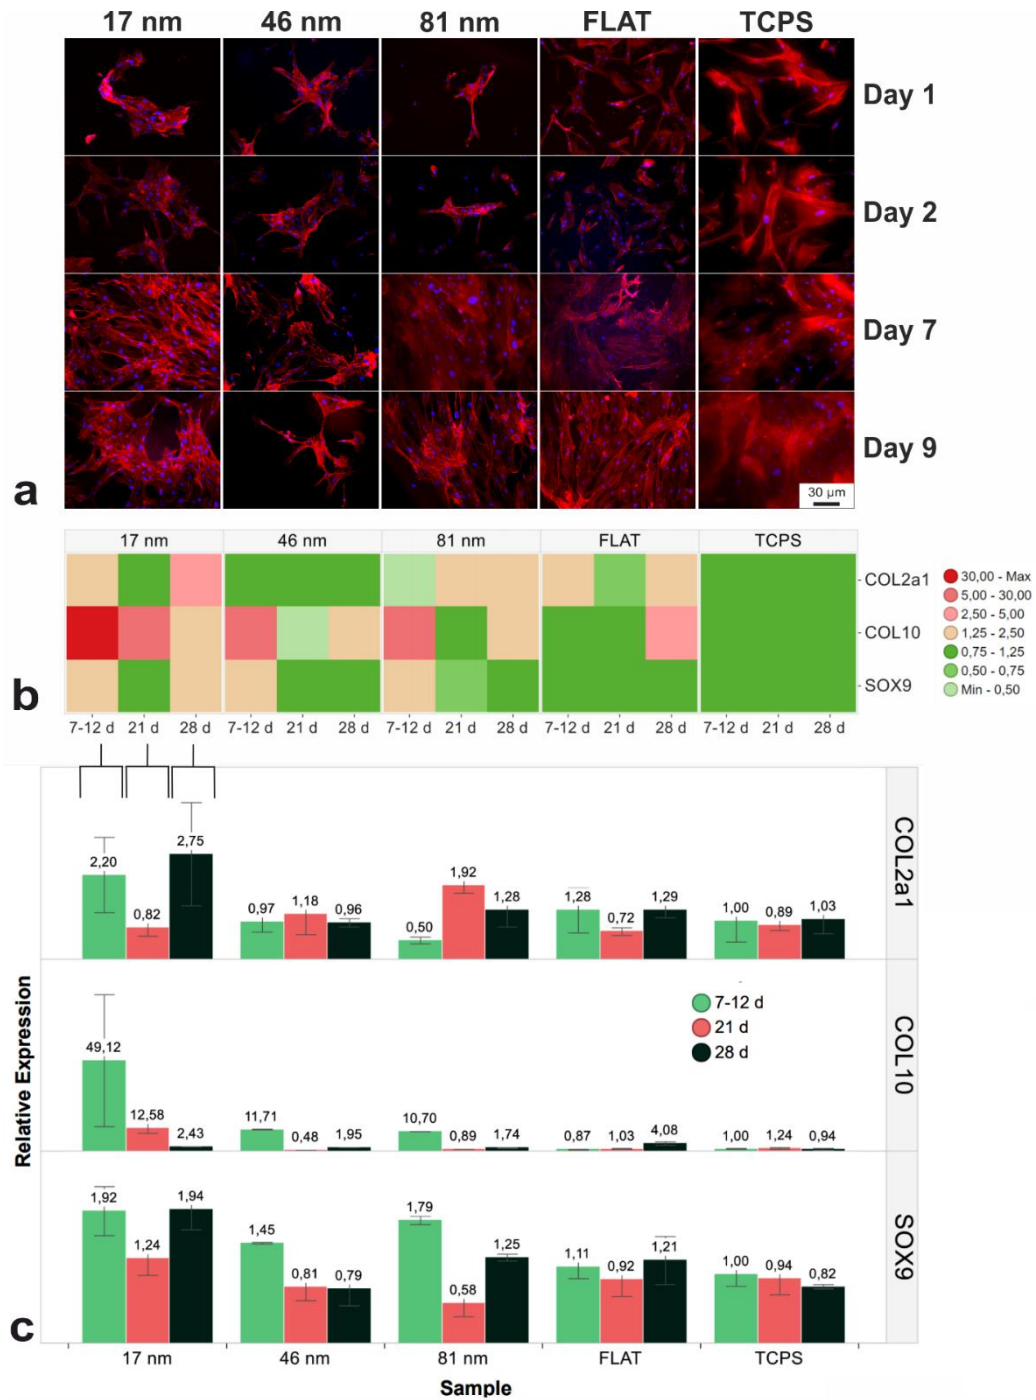 17 nm 46 nm 81 nm FLAT TCPS
Day 1
Day 2
Day 7
Day 9
30 µm
a
17 nm 46 nm 81 nm FLAT TCPS
COL2a1
COL10
SOX9
30,00 - Max
5,00 - 30,00
2,50 - 5,00
1,25 - 2,50
0,75 - 1,25
0,50 - 0,75
Min - 0,50
b
7-12 d 21 d 28 d 7-12 d 21 d 28 d 7-12 d 21 d 28 d 7-12 d 21 d 28 d 7-12 d 21 d 28 d
2,20 0,82 2,75 0,97 1,18 0,96 0,50 1,92 1,28 1,28 0,72 1,29 1,00 0,89 1,03
COL2a1
49,12 12,58 2,43 11,71 0,48 1,95 10,70 0,89 1,74 0,87 1,03 4,08 1,00 1,24 0,94
COL10
7-12 d
21 d
28 d
1,92 1,24 1,94 1,45 0,81 0,79 1,79 0,58 1,25 1,11 0,92 1,21 1,00 0,94 0,82
SOX9
Relative Expression
c
17 nm 46 nm 81 nm FLAT TCPS
Sample